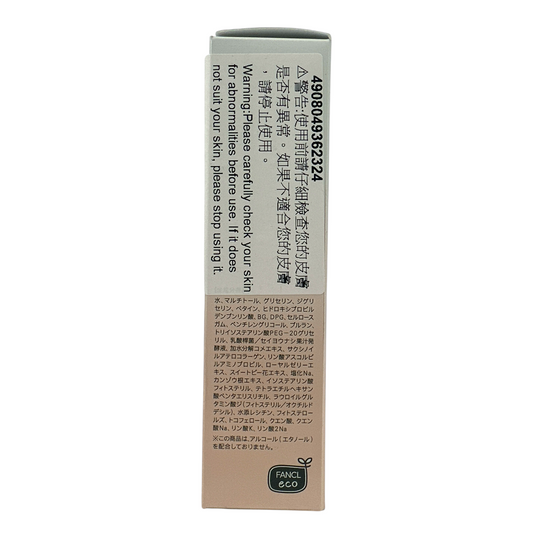 4908049362324
⚠警告:使用前請仔細檢查您的皮膚
是否有異常。如果不適合您的皮膚
，請停止使用。
Warning:Please carefully check your skin
for abnormalities before use. If it does
not suit your skin, please stop using it.
水、マルチトール、グリセリン、ジグリ
セリン、ベタイン、ヒドロキシプロピル
デンプンリン酸、BG、DPG、セルロース
ガム、ペンチレングリコール、プルラン、
トリイソステアリン酸PEG−20グリセ
リル、乳酸桿菌／セイヨウナシ果汁発
酵液、加水分解コメエキス、サクシノイ
ルアテロコラーゲン、リン酸アスコルビ
ルアミノプロピル、ローヤルゼリーエキ
ス、スイートピー花エキス、塩化Na、
カンゾウ根エキス、イソステアリン酸
フィトステリル、テトラエチルヘキサン
酸ペンタエリスリチル、ラウロイルグル
タミン酸ジ(フィトステリル／オクチルド
デシル)、水添レシチン、フィトステロー
ルズ、トコフェロール、クエン酸、クエン
酸Na、リン酸K、リン酸2Na
※この商品は、アルコール(エタノール)
を配合しておりません。
FANCL
eco